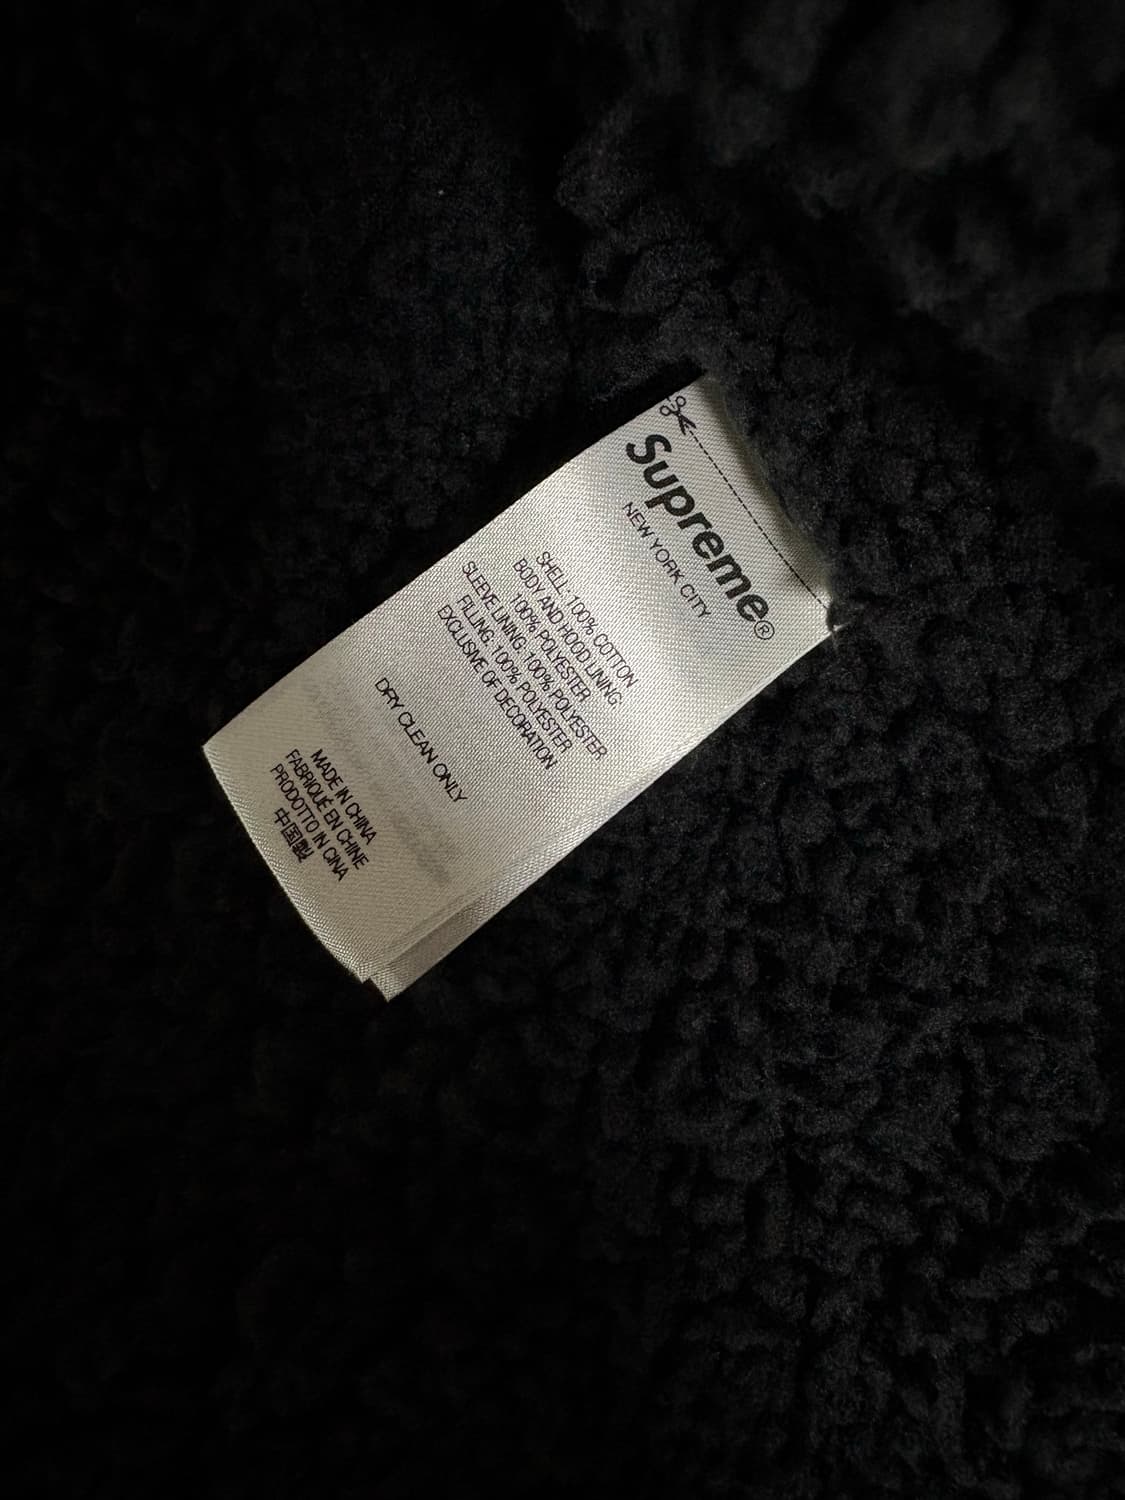 Supreme®
NEW YORK CITY
SHELL: 100% COTTON
BODY AND HOOD LINING:
100% POLYESTER
SLEEVE LINING: 100% POLYESTER
FILLING: 100% POLYESTER
EXCLUSIVE OF DECORATION
DRY CLEAN ONLY
MADE IN CHINA
FABRIQUÉ EN CHINE
PRODOTTO IN CINA
中国製